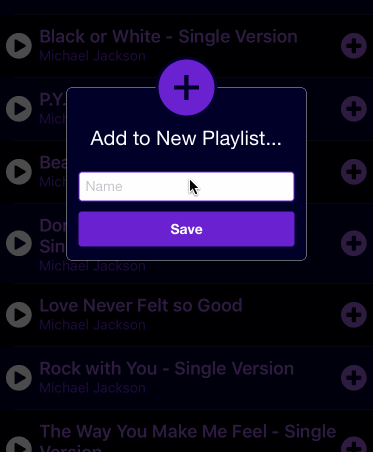 Black or White - Single Version
Michael Jackson
P.Y.
Mich
Add to New Playlist...
Bea
Mich
Name
Save
Don
Sin
Michael Jackson
Love Never Felt so Good
Michael Jackson
Rock with You - Single Version
Michael Jackson
The Way You Make Me Feel - Single
Version